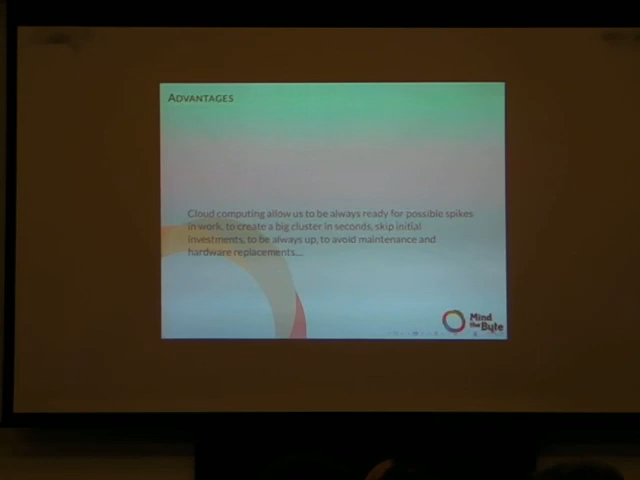 ADVANTAGES
Cloud computing allow us to be always ready for possible spikes
in work, to create a big cluster in seconds, skip initial
investments, to be always up, to avoid maintenance and
hardware replacements...
Mind
the Byte